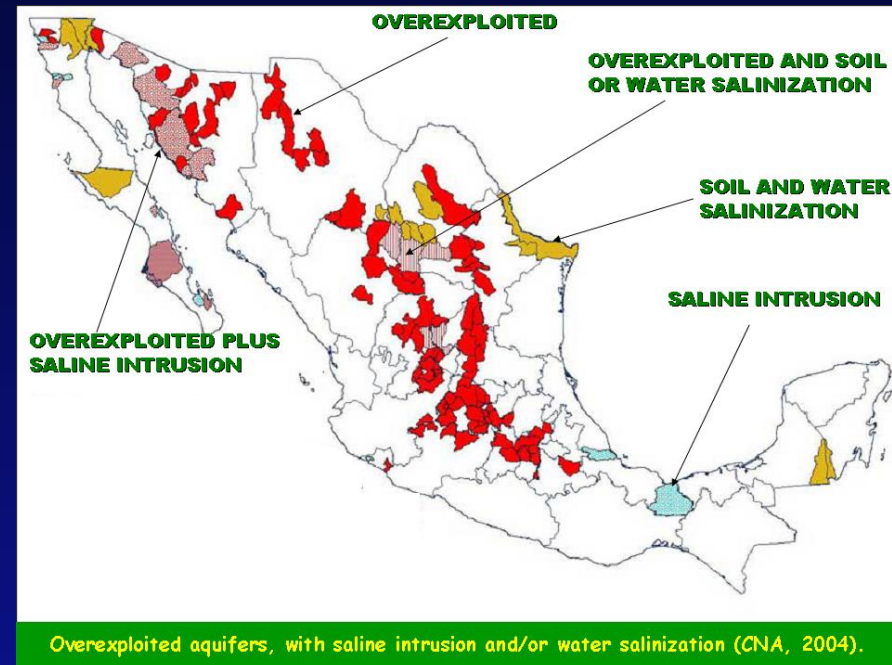 OVEREXPLOITED
OVEREXPLOITED AND SOIL
OR WATER SALINIZATION
SOIL AND WATER
SALINIZATION
SALINE INTRUSION
OVEREXPLOITED PLUS
SALINE INTRUSION
Overexploited aquifers, with saline intrusion and/or water salinization (CNA, 2004).